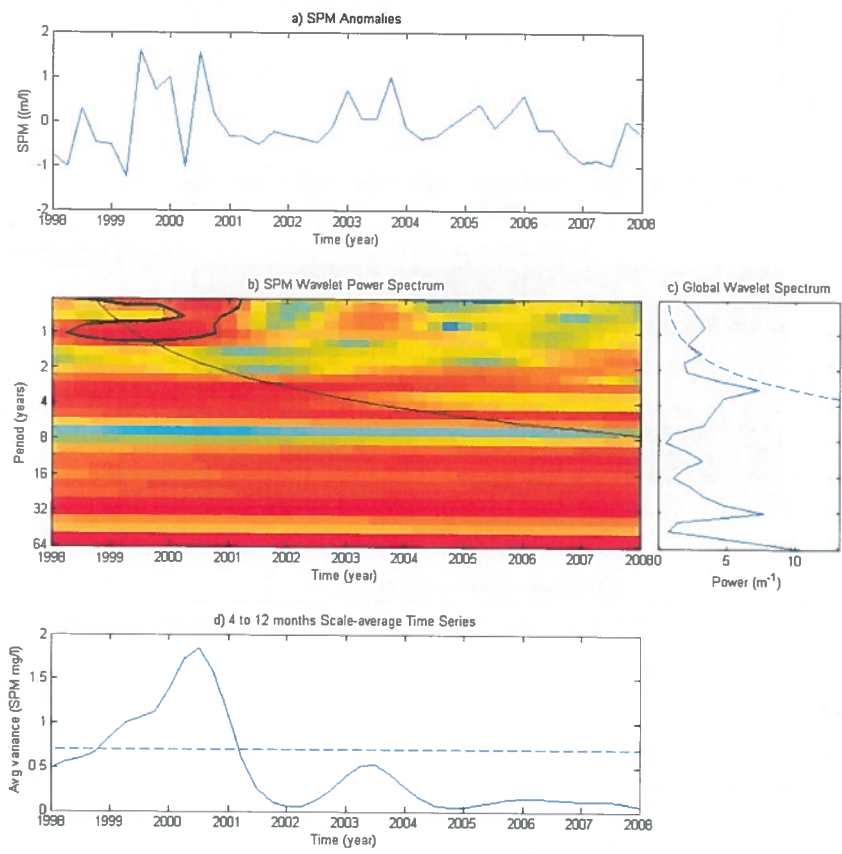 a) SPM Anomalies
2
1
0
-1
-2
SPM ((m/l)
1998 1999 2000 2001 2002 2003 2004 2005 2006 2007 2008
Time (year)
b) SPM Wavelet Power Spectrum
c) Global Wavelet Spectrum
1
2
4
8
16
32
64
Period (years)
1998 1999 2000 2001 2002 2003 2004 2005 2006 2007 2008
Time (year)
0 5 10
Power (m-1)
d) 4 to 12 months Scale-average Time Series
2
1.5
1
0.5
0
Avg variance (SPM mg/l)
1998 1999 2000 2001 2002 2003 2004 2005 2006 2007 2008
Time (year)